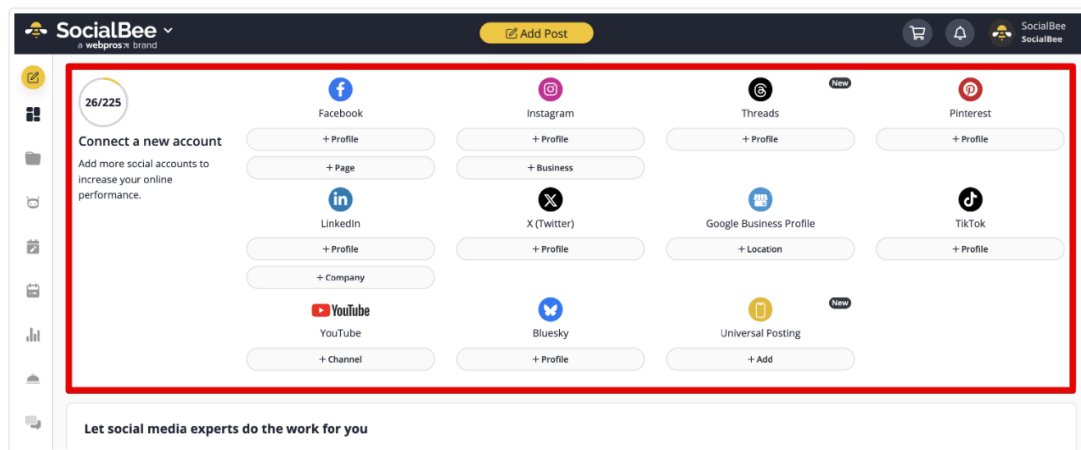 SocialBee
a webpros brand
Add Post
SocialBee
SocialBee
26/225
Connect a new account
Add more social accounts to
increase your online
performance.
Facebook
+ Profile
+ Page
Instagram
+ Profile
+ Business
New
Threads
+ Profile
Pinterest
+ Profile
in
LinkedIn
+ Profile
+ Company
X (Twitter)
+ Profile
Google Business Profile
+ Location
TikTok
+ Profile
YouTube
YouTube
+ Channel
Bluesky
+ Profile
New
Universal Posting
+ Add
Let social media experts do the work for you